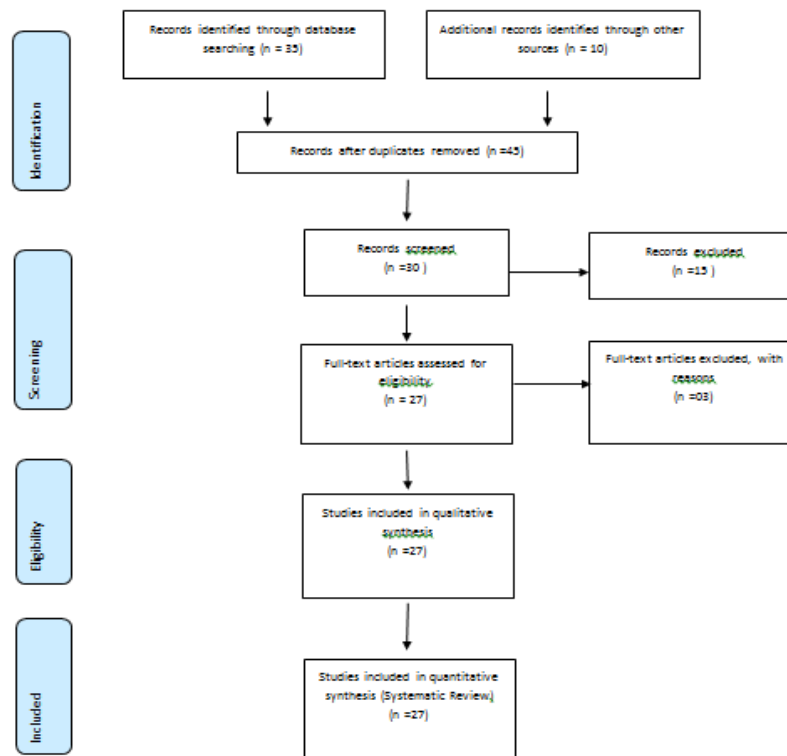 Records identified through database
searching (n = 35)
Additional records identified through other
sources (n = 10)
Identification
Records after duplicates removed (n =45)
Records screened
(n =30 )
Records excluded
(n =15 )
Screening
Full-text articles assessed for
eligibility
(n = 27)
Full-text articles excluded, with
reasons
(n =03)
Eligibility
Studies included in qualitative
synthesis
(n =27)
Included
Studies included in quantitative
synthesis (Systematic Review)
(n =27)